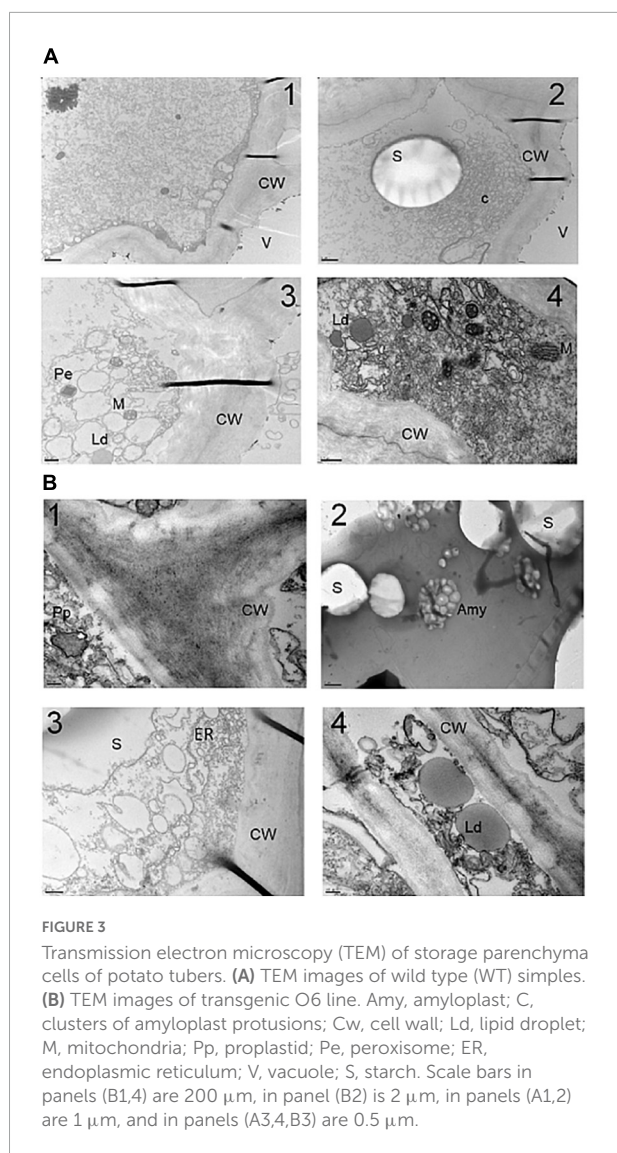 A
1
CW
V
2
S
CW
c
V
3
Pe
M
Ld
CW
4
Ld
M
CW
B
1
CW
Pp
2
S
S
Amy
3
S
ER
CW
4
CW
Ld
FIGURE 3
Transmission electron microscopy (TEM) of storage parenchyma
cells of potato tubers. (A) TEM images of wild type (WT) simples.
(B) TEM images of transgenic O6 line. Amy, amyloplast; C,
clusters of amyloplast protusions; Cw, cell wall; Ld, lipid droplet;
M, mitochondria; Pp, proplastid; Pe, peroxisome; ER,
endoplasmic reticulum; V, vacuole; S, starch. Scale bars in
panels (B1,4) are 200 μm, in panel (B2) is 2 μm, in panels (A1,2)
are 1 μm, and in panels (A3,4,B3) are 0.5 μm.